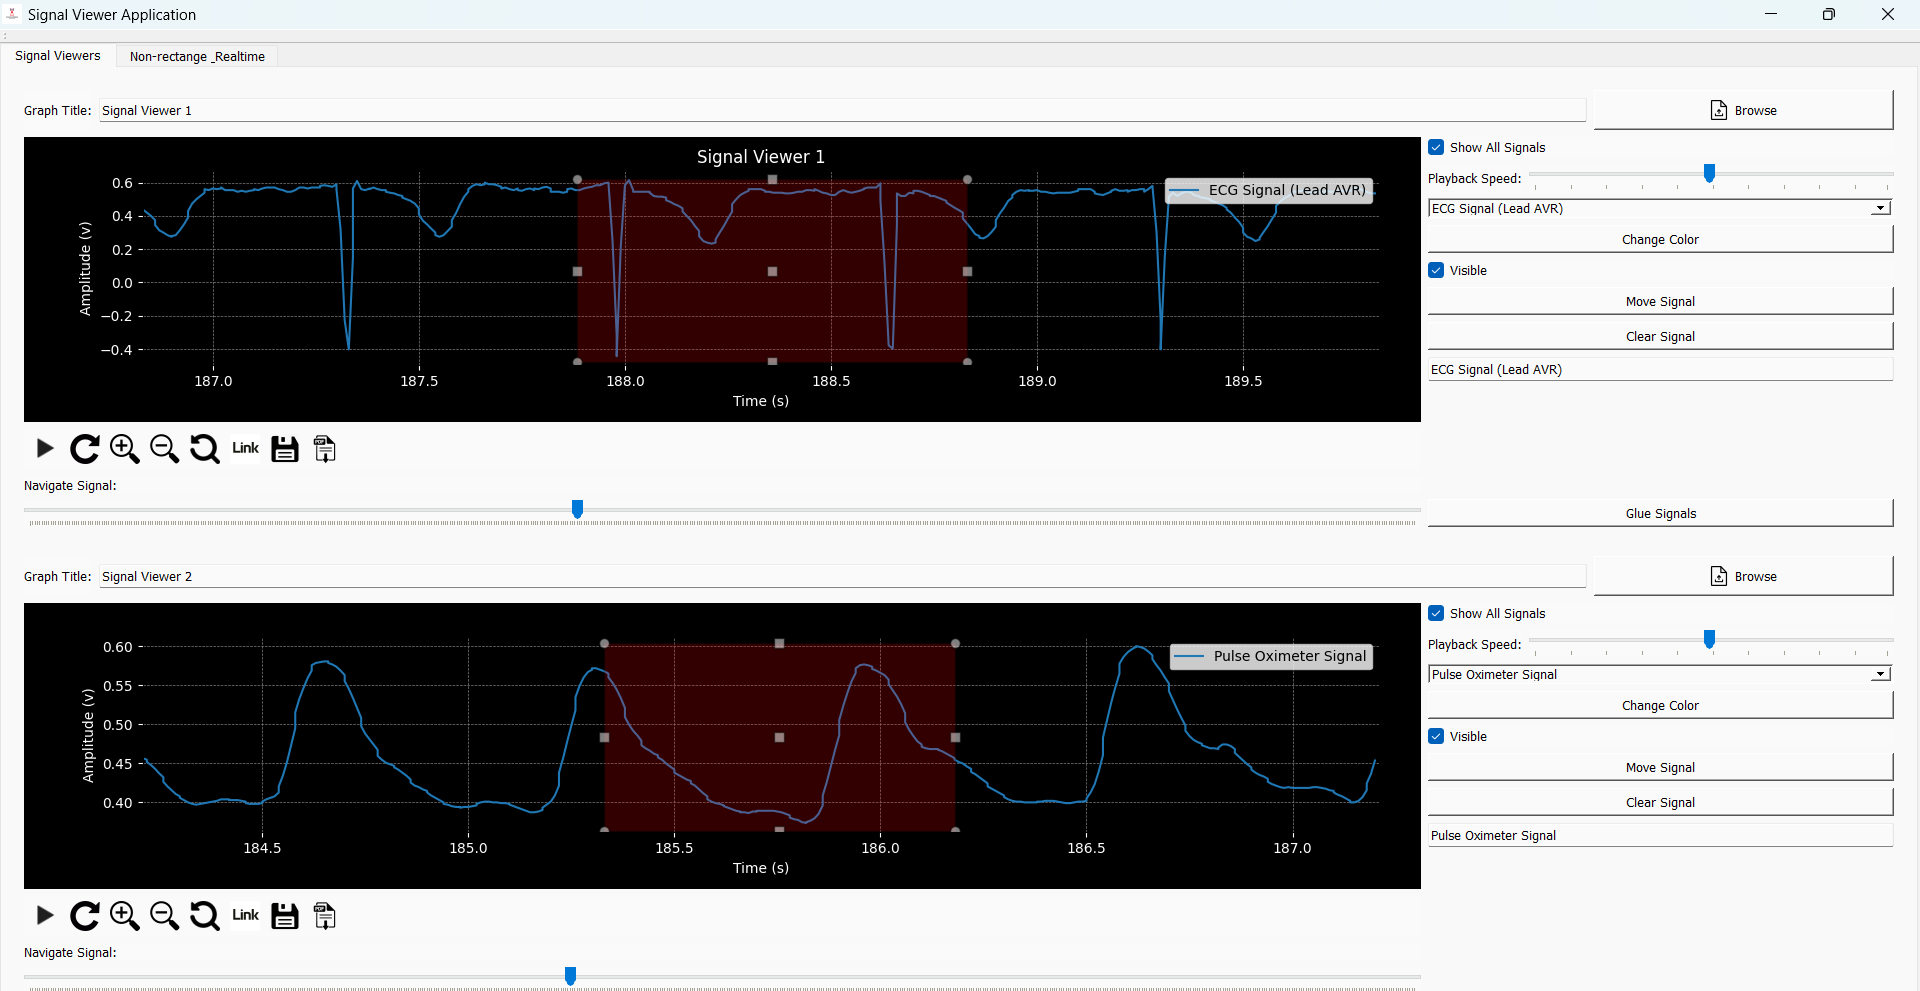 Signal Viewer Application
Signal Viewers
Non-rectange _Realtime
Graph Title:
Signal Viewer 1
Browse
Signal Viewer 1
ECG Signal (Lead AVR)
Amplitude (v)
0.6
0.4
0.2
0.0
−0.2
−0.4
187.0
187.5
188.0
188.5
189.0
189.5
Time (s)
Show All Signals
Playback Speed:
ECG Signal (Lead AVR)
Change Color
Visible
Move Signal
Clear Signal
ECG Signal (Lead AVR)
Link
PDF
Navigate Signal:
Glue Signals
Graph Title:
Signal Viewer 2
Browse
Pulse Oximeter Signal
Amplitude (v)
0.60
0.55
0.50
0.45
0.40
184.5
185.0
185.5
186.0
186.5
187.0
Time (s)
Show All Signals
Playback Speed:
Pulse Oximeter Signal
Change Color
Visible
Move Signal
Clear Signal
Pulse Oximeter Signal
Link
PDF
Navigate Signal: